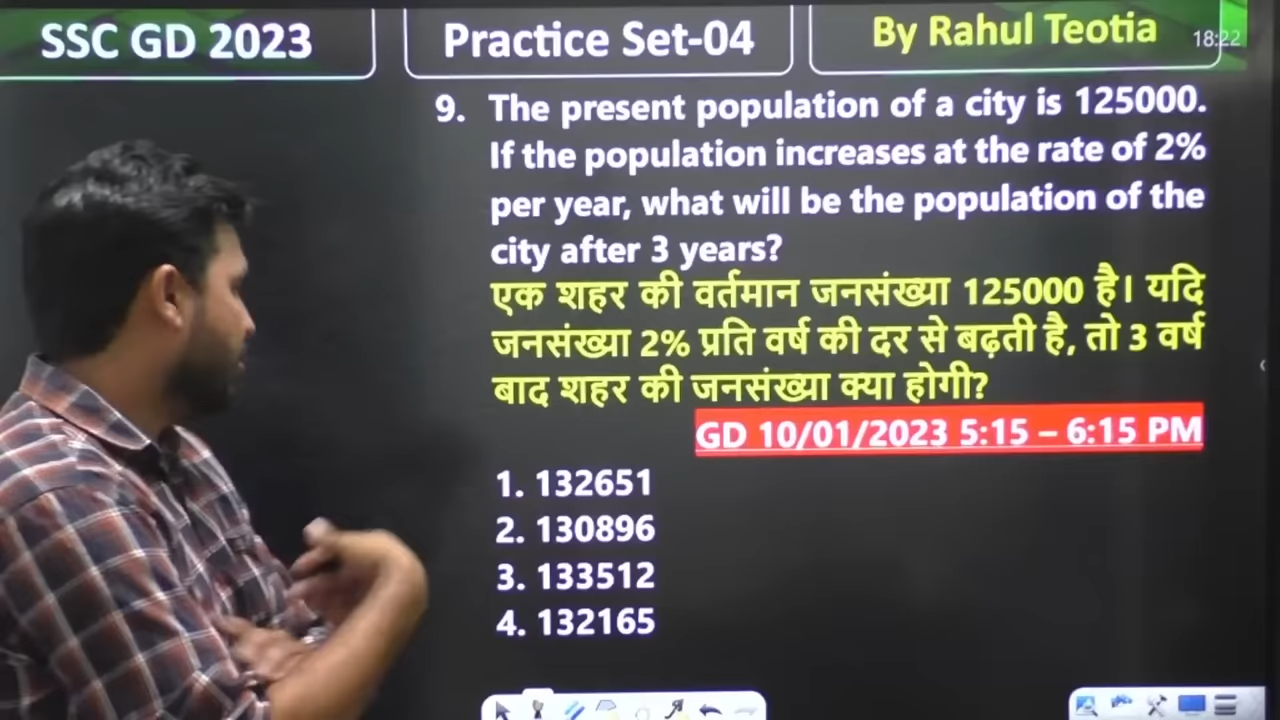 SSC GD 2023
Practice Set-04
By Rahul Teotia
18:22
9. The present population of a city is 125000.
If the population increases at the rate of 2%
per year, what will be the population of the
city after 3 years?
एक शहर की वर्तमान जनसंख्या 125000 है। यदि
जनसंख्या 2% प्रति वर्ष की दर से बढ़ती है, तो 3 वर्ष
बाद शहर की जनसंख्या क्या होगी?
GD 10/01/2023 5:15 – 6:15 PM
1. 132651
2. 130896
3. 133512
4. 132165